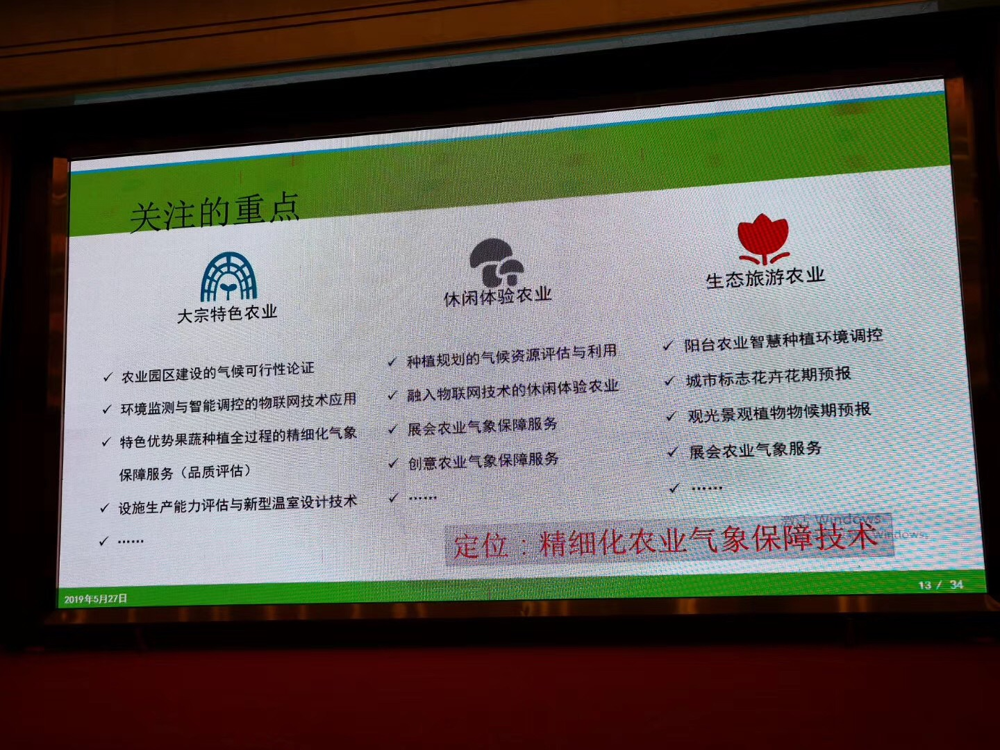 关注的重点
大宗特色农业
✓ 农业园区建设的气候可行性论证
✓ 环境监测与智能调控的物联网技术应用
✓ 特色优势果蔬种植全过程的精细化气象
保障服务（品质评估）
✓ 设施生产能力评估与新型温室设计技术
✓ ……
休闲体验农业
✓ 种植规划的气候资源评估与利用
✓ 融入物联网技术的休闲体验农业
✓ 展会农业气象保障服务
✓ 创意农业气象保障服务
✓ ……
生态旅游农业
✓ 阳台农业智慧种植环境调控
✓ 城市标志花卉花期预报
✓ 观光景观植物物候期预报
✓ 展会农业气象服务
✓ ……
Windows
Windows。
定位：精细化农业气象保障技术
2019年5月27日
13 / 34